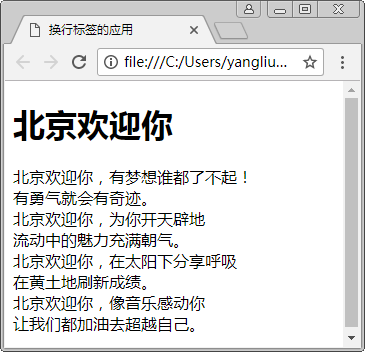 换行标签的应用
file:///C:/Users/yangliu...
北京欢迎你
北京欢迎你，有梦想谁都了不起！
有勇气就会有奇迹。
北京欢迎你，为你开天辟地
流动中的魅力充满朝气。
北京欢迎你，在太阳下分享呼吸
在黄土地刷新成绩。
北京欢迎你，像音乐感动你
让我们都加油去超越自己。